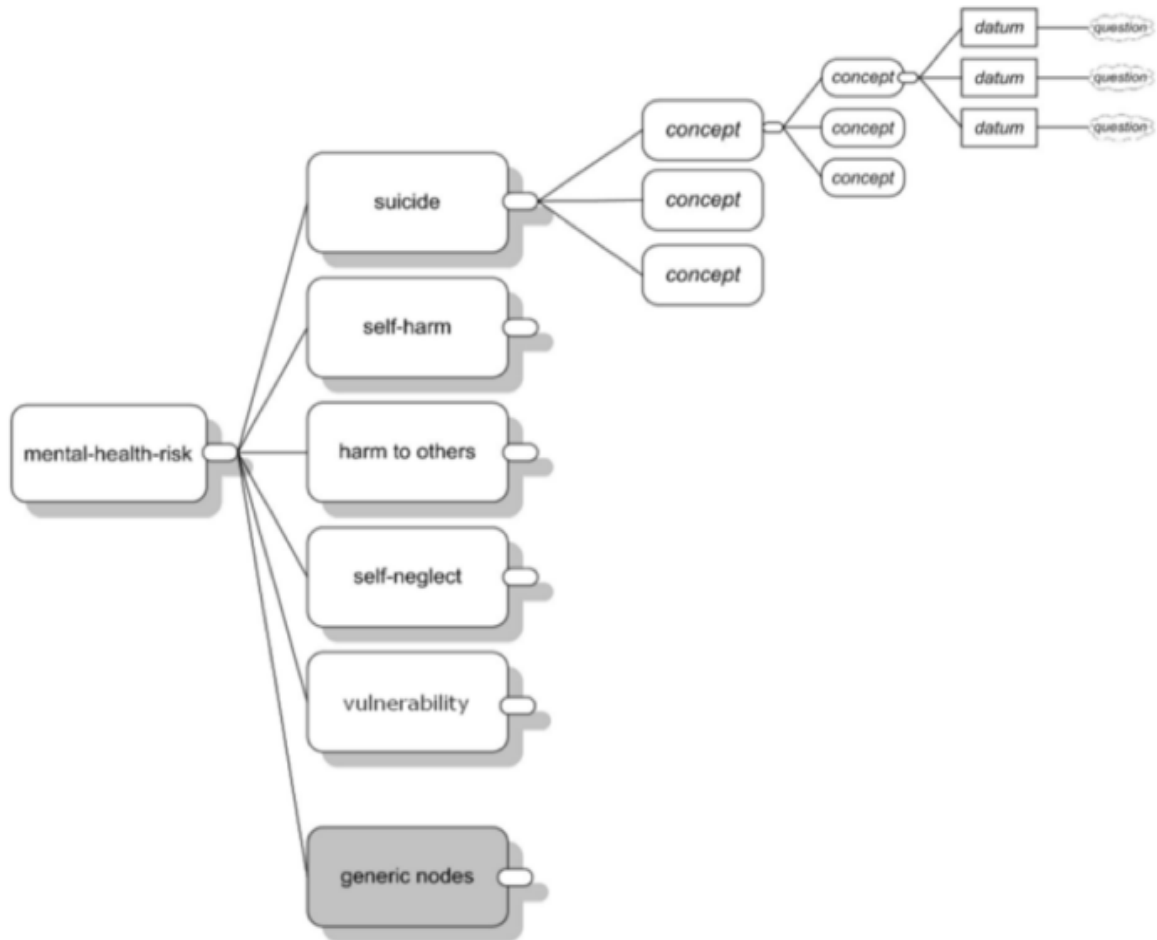 datum
question
concept
datum
question
concept
datum
question
concept
suicide
concept
concept
concept
self-harm
mental-health-risk
harm to others
self-neglect
vulnerability
generic nodes